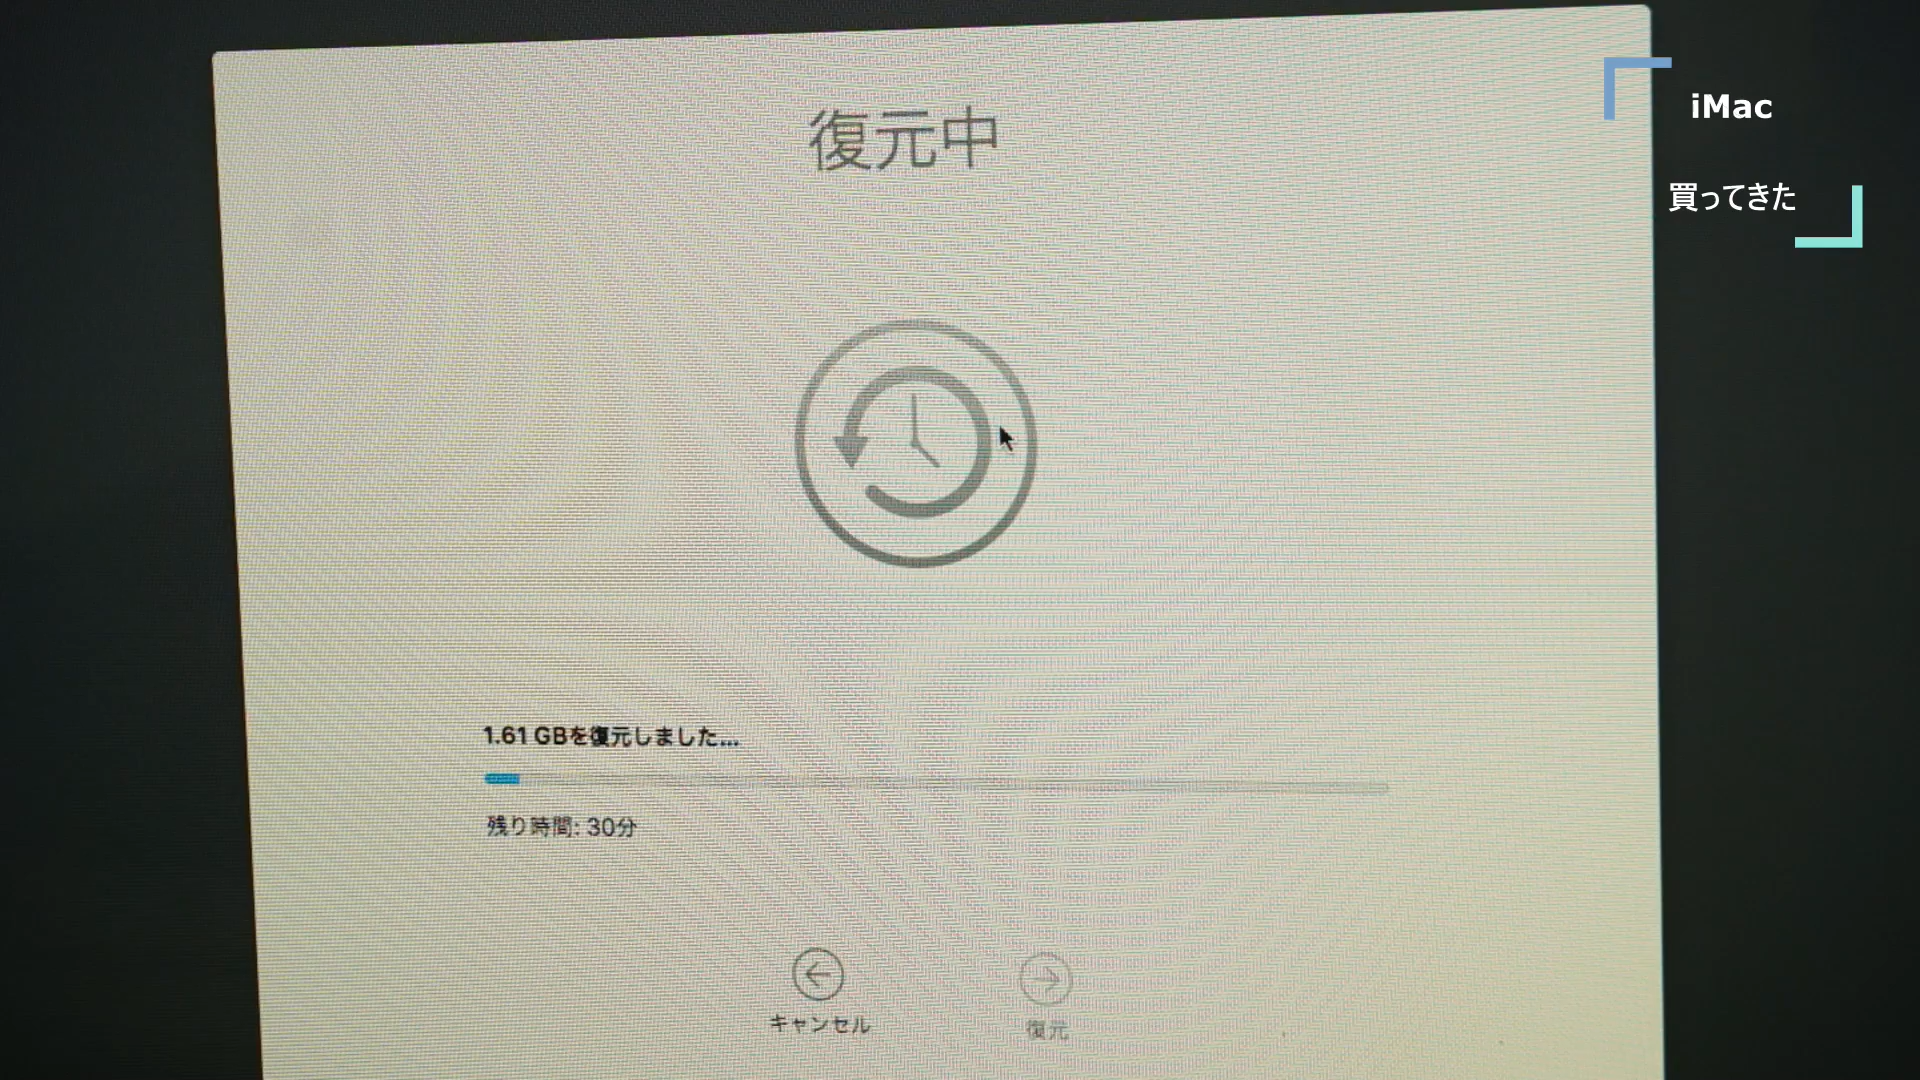 復元中
iMac
買ってきた
1.61 GBを復元しました...
残り時間: 30分
キャンセル
復元